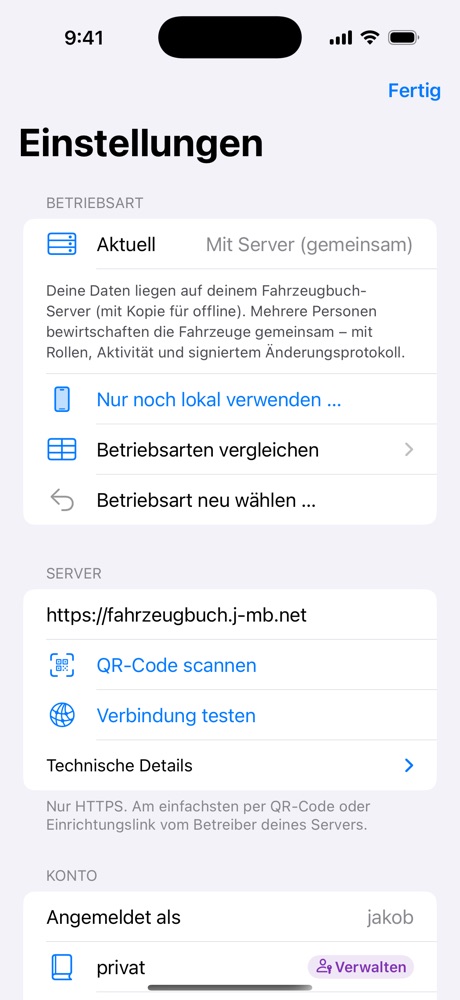 9:41
Fertig
Einstellungen
BETRIEBSART
Aktuell Mit Server (gemeinsam)
Deine Daten liegen auf deinem Fahrzeugbuch-
Server (mit Kopie für offline). Mehrere Personen
bewirtschaften die Fahrzeuge gemeinsam – mit
Rollen, Aktivität und signiertem Änderungsprotokoll.
Nur noch lokal verwenden ...
Betriebsarten vergleichen
Betriebsart neu wählen ...
SERVER
https://fahrzeugbuch.j-mb.net
QR-Code scannen
Verbindung testen
Technische Details
Nur HTTPS. Am einfachsten per QR-Code oder
Einrichtungslink vom Betreiber deines Servers.
KONTO
Angemeldet als jakob
privat Verwalten